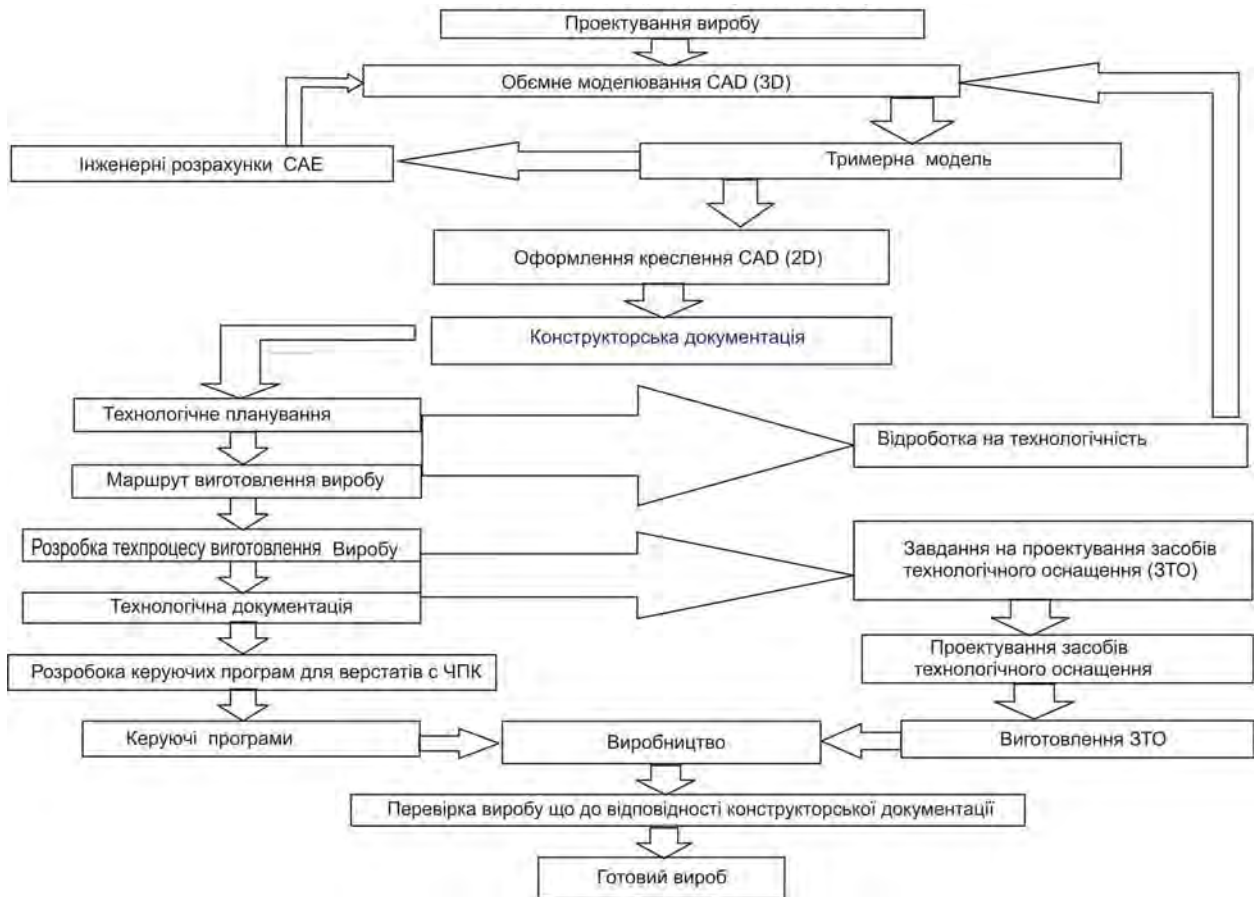 Проектування виробу
Обємне моделювання CAD (3D)
Інженерні розрахунки CAE
Тримерна модель
Оформлення креслення CAD (2D)
Конструкторська документація
Технологічне планування
Відроботка на технологічність
Маршрут виготовлення виробу
Розробка техпроцесу виготовлення Виробу
Завдання на проектування засобів
технологічного оснащення (ЗТО)
Технологічна документація
Проектування засобів
технологічного оснащення
Розробока керуючих програм для верстатів с ЧПК
Керуючі програми
Виробництво
Виготовлення ЗТО
Перевірка виробу що до відповідності конструкторської документації
Готовий вироб